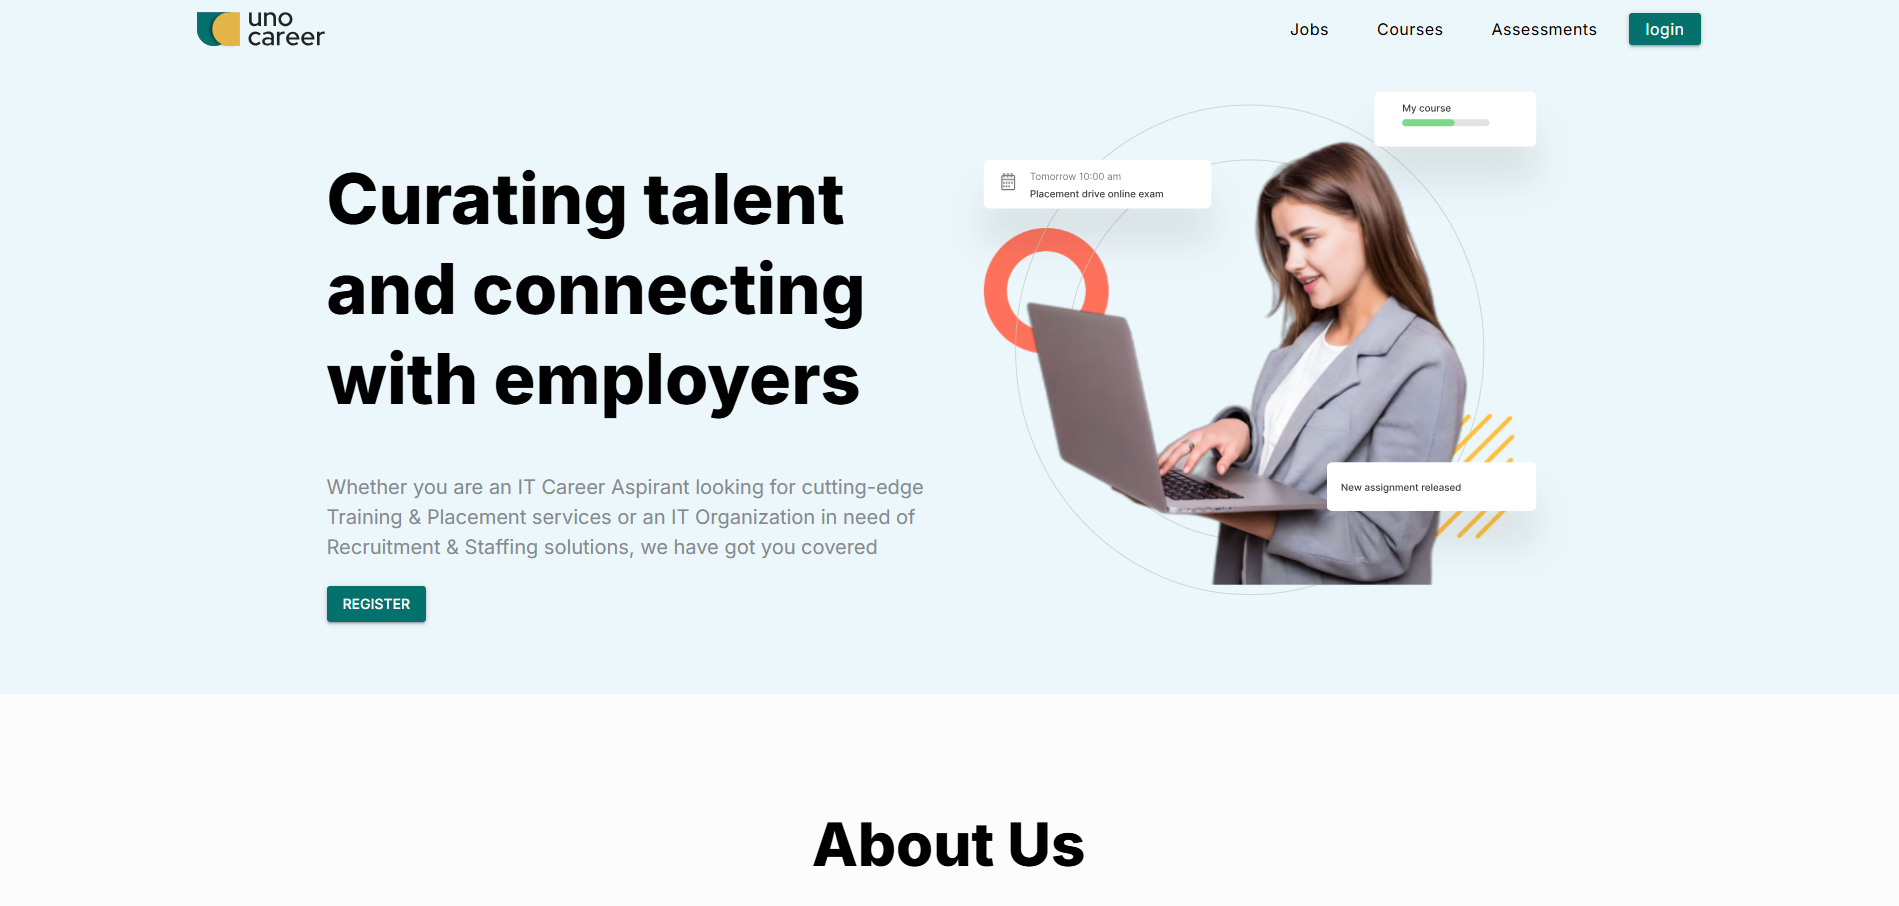 uno
career
Jobs
Courses
Assessments
login
My course
Tomorrow 10:00 am
Placement drive online exam
Curating talent
and connecting
with employers
Whether you are an IT Career Aspirant looking for cutting-edge
Training & Placement services or an IT Organization in need of
Recruitment & Staffing solutions, we have got you covered
New assignment released
REGISTER
About Us